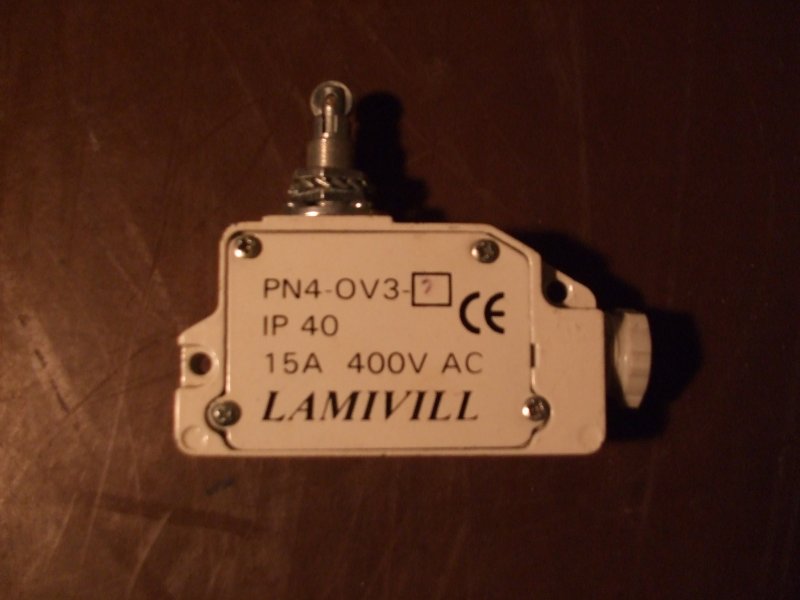 PN4-OV3-
CE
IP 40
15A 400V AC
LAMIVILL